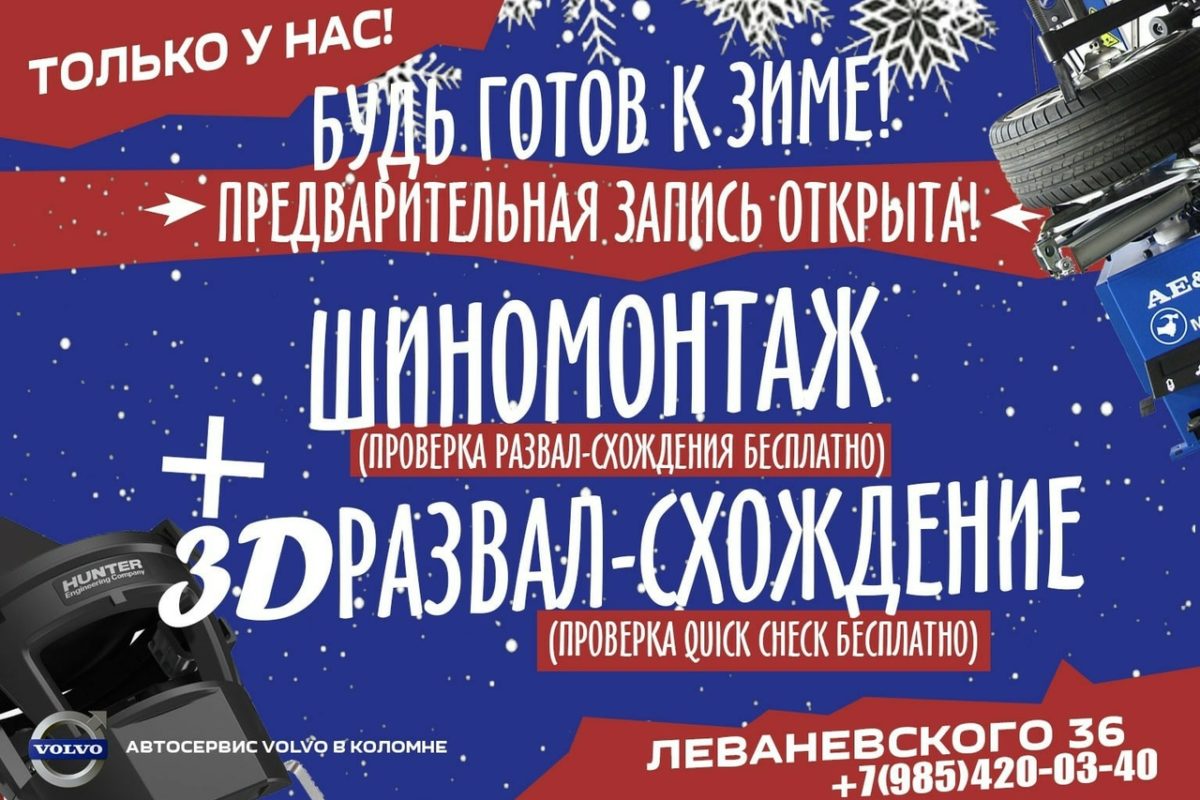 ТОЛЬКО У НАС!
БУДЬ ГОТОВ К ЗИМЕ!
ПРЕДВАРИТЕЛЬНАЯ ЗАПИСЬ ОТКРЫТА!
ШИНОМОНТАЖ
(ПРОВЕРКА РАЗВАЛ-СХОЖДЕНИЯ БЕСПЛАТНО)
+
3D РАЗВАЛ-СХОЖДЕНИЕ
(ПРОВЕРКА QUICK CHECK БЕСПЛАТНО)
AE&
HUNTER
Engineering Company
VOLVO
АВТОСЕРВИС VOLVO В КОЛОМНЕ
ЛЕВАНЕВСКОГО 36
+7(985)420-03-40